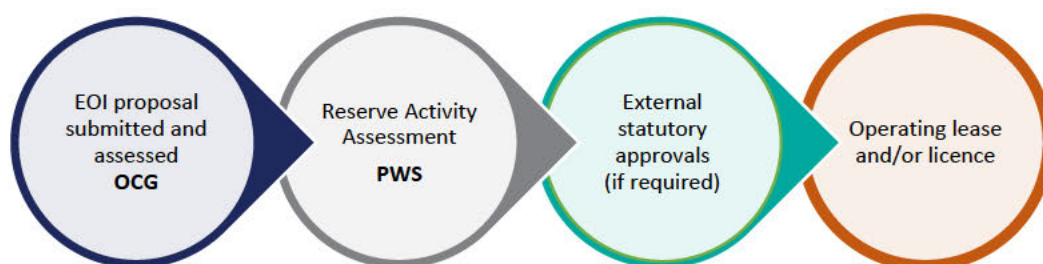 EOI proposal
submitted and
assessed
OCG
Reserve Activity
Assessment
PWS
External
statutory
approvals
(if required)
Operating lease
and/or licence